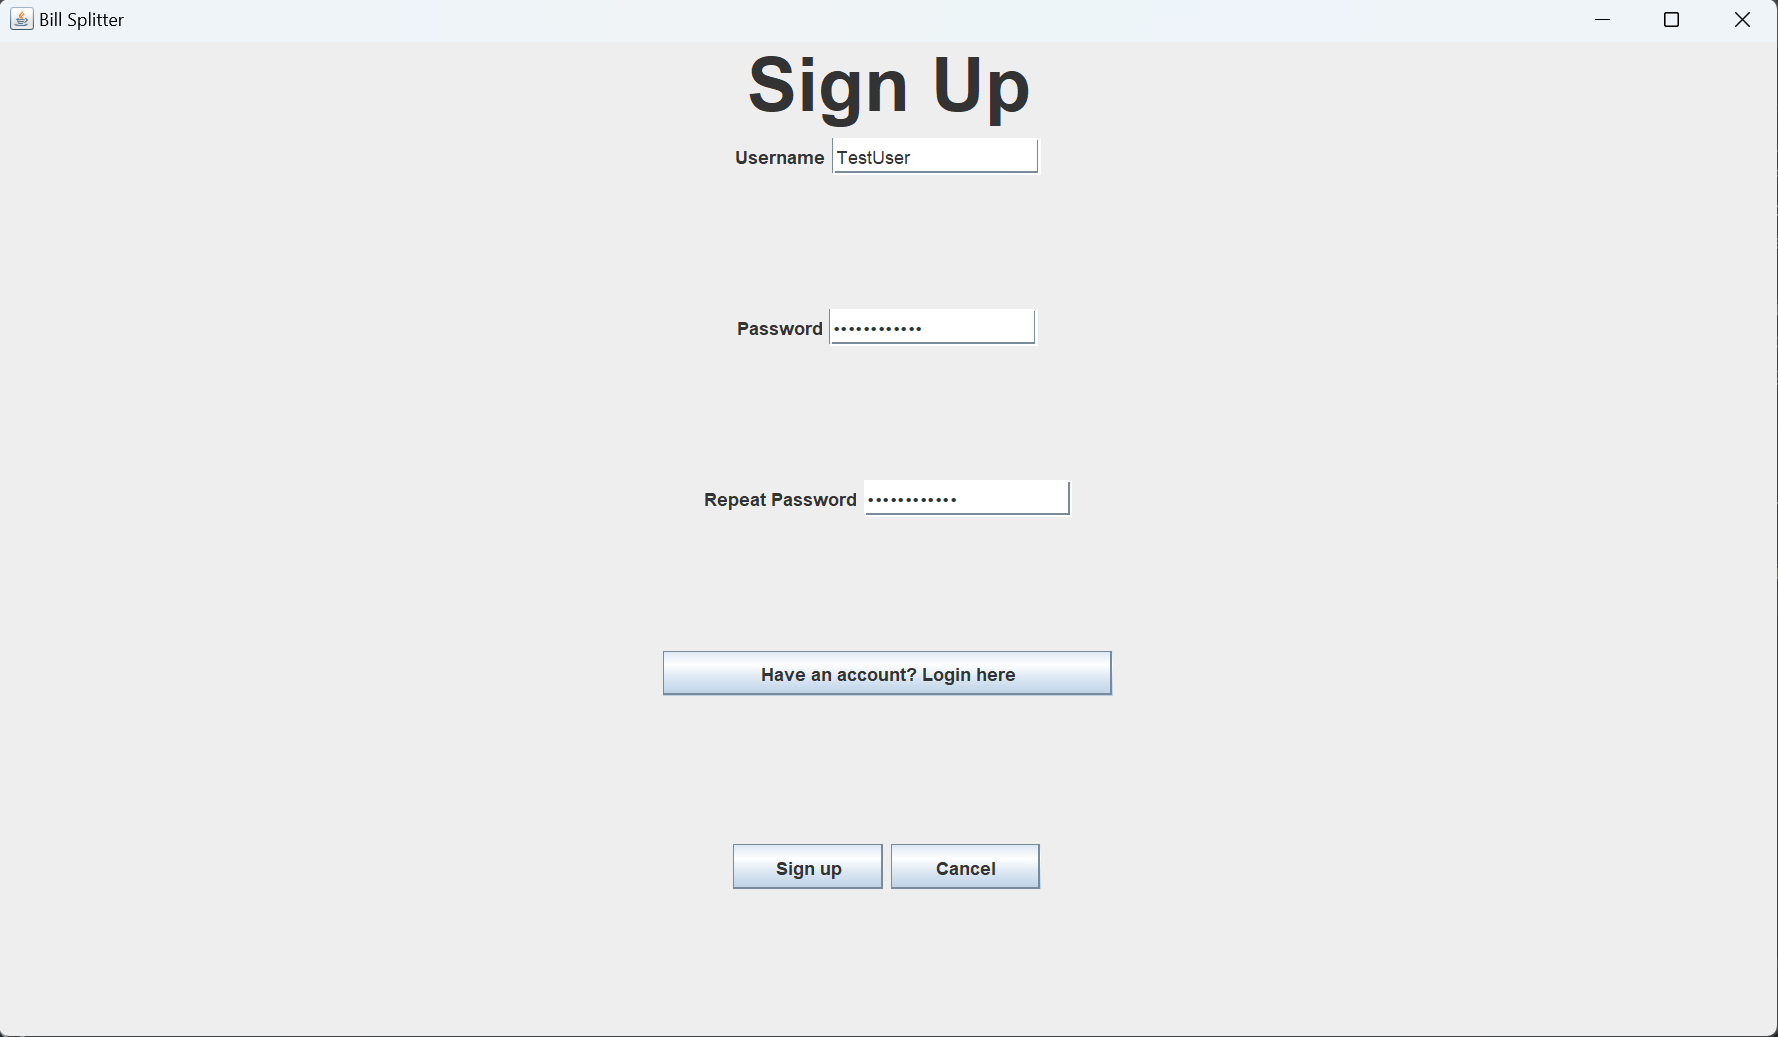 Bill Splitter
Sign Up
Username TestUser
Password ••••••••••••
Repeat Password ••••••••••••
Have an account? Login here
Sign up Cancel